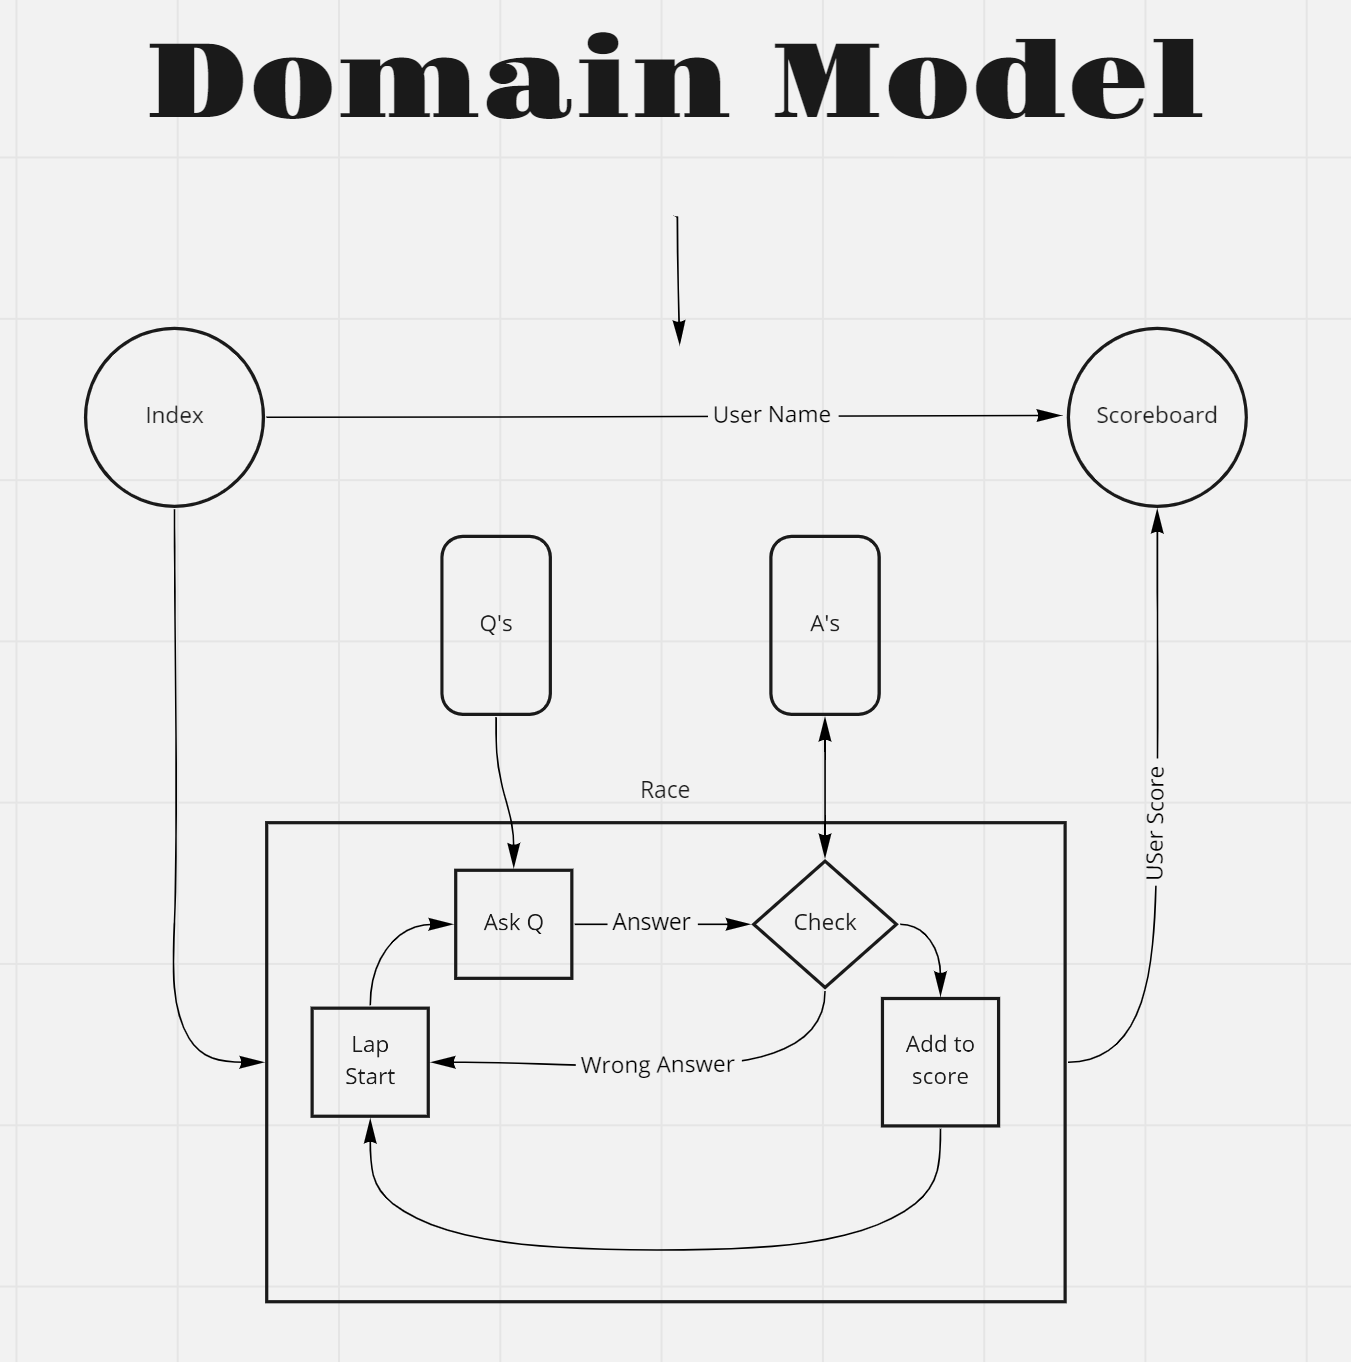 Domain Model
Index
User Name
Scoreboard
Q's
A's
Race
USer Score
Ask Q
Answer
Check
Lap
Start
Wrong Answer
Add to
score